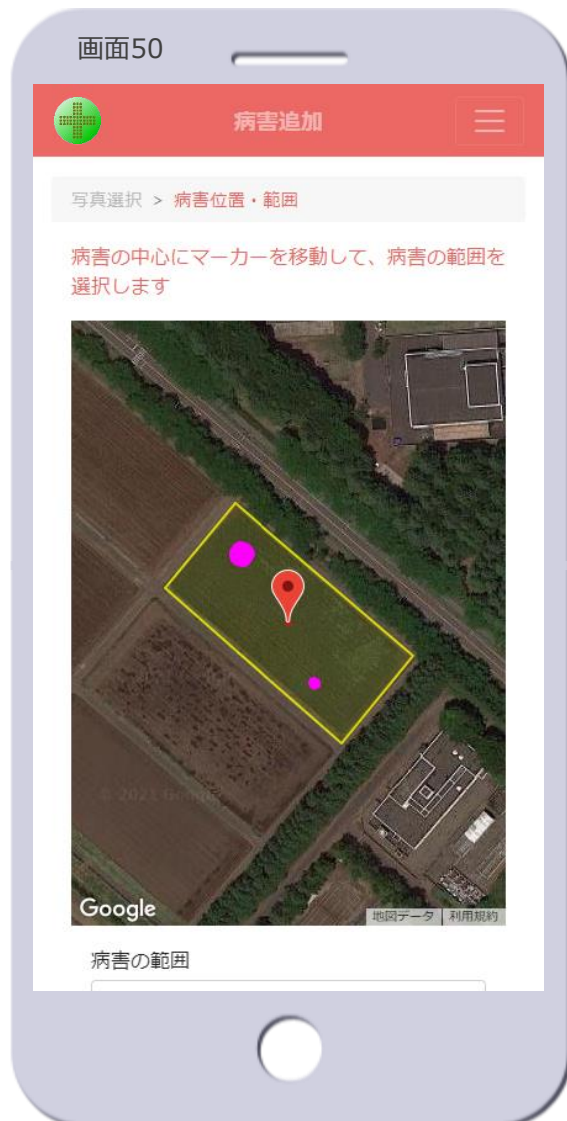 画面50
病害追加
写真選択 > 病害位置・範囲
病害の中心にマーカーを移動して、病害の範囲を
選択します
© 2021 Google
Google
地図データ 利用規約
病害の範囲